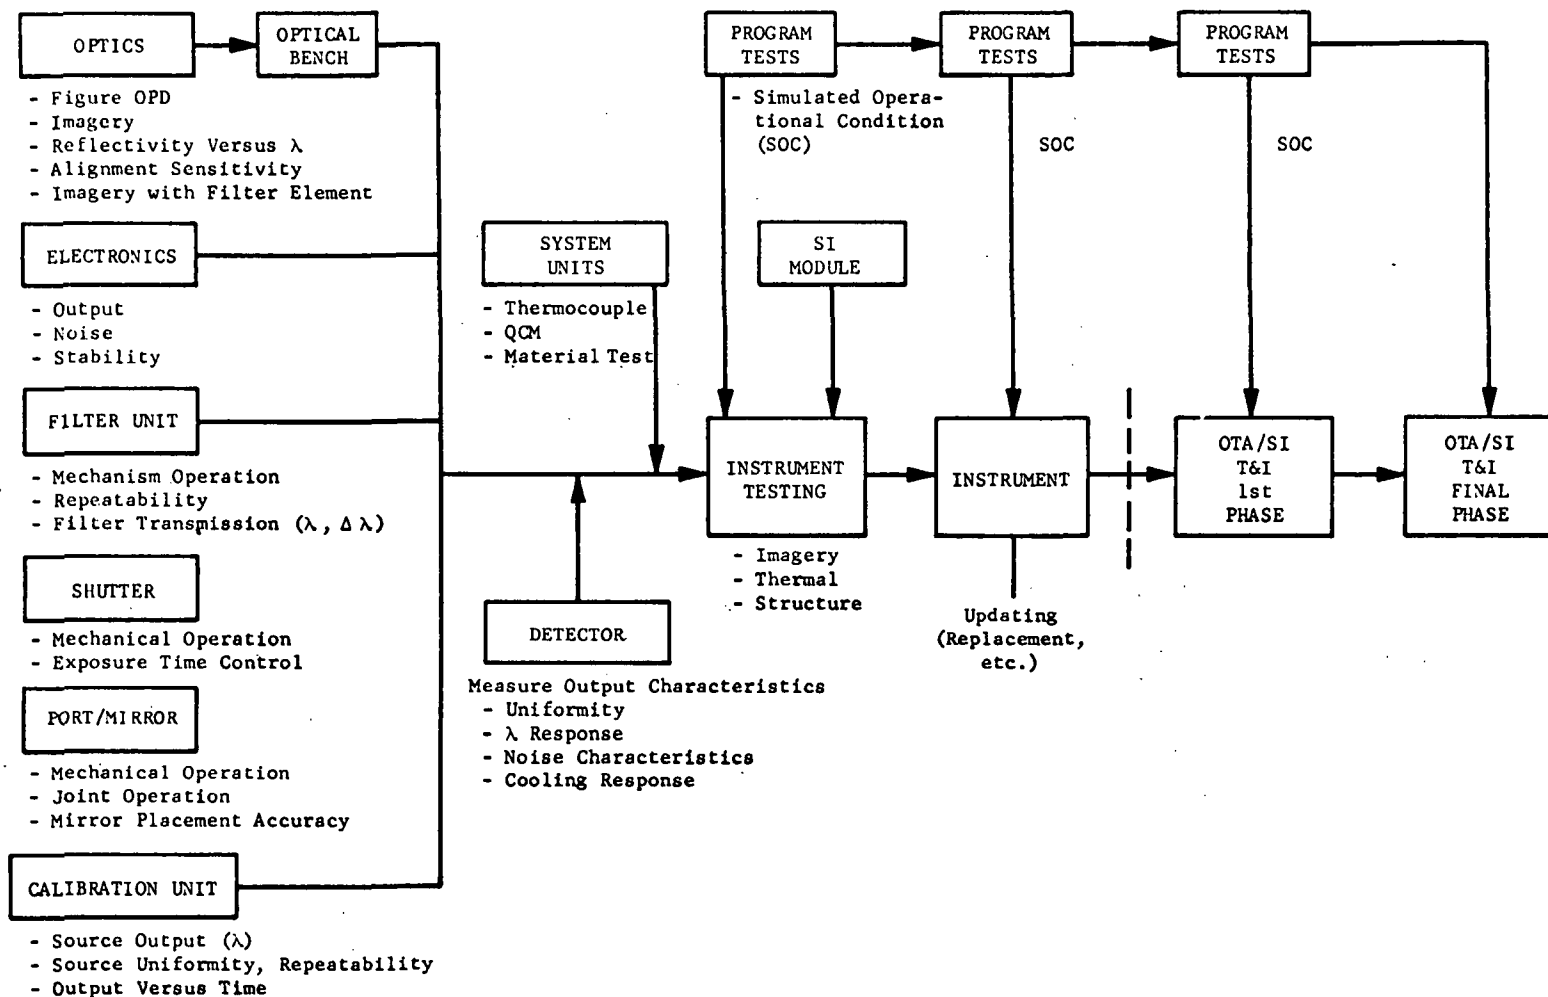 OPTICS
OPTICAL
BENCH
- Figure OPD
- Imagery
- Reflectivity Versus λ
- Alignment Sensitivity
- Imagery with Filter Element
ELECTRONICS
- Output
- Noise
- Stability
FILTER UNIT
- Mechanism Operation
- Repeatability
- Filter Transmission (λ, Δ λ)
SHUTTER
- Mechanical Operation
- Exposure Time Control
PORT/MIRROR
- Mechanical Operation
- Joint Operation
- Mirror Placement Accuracy
CALIBRATION UNIT
- Source Output (λ)
- Source Uniformity, Repeatability
- Output Versus Time
SYSTEM
UNITS
- Thermocouple
- QCM
- Material Test
DETECTOR
Measure Output Characteristics
- Uniformity
- λ Response
- Noise Characteristics
- Cooling Response
PROGRAM
TESTS
- Simulated Opera-
tional Condition
(SOC)
SI
MODULE
INSTRUMENT
TESTING
- Imagery
- Thermal
- Structure
PROGRAM
TESTS
SOC
INSTRUMENT
Updating
(Replacement,
etc.)
PROGRAM
TESTS
SOC
OTA/SI
T&I
1st
PHASE
OTA/SI
T&I
FINAL
PHASE